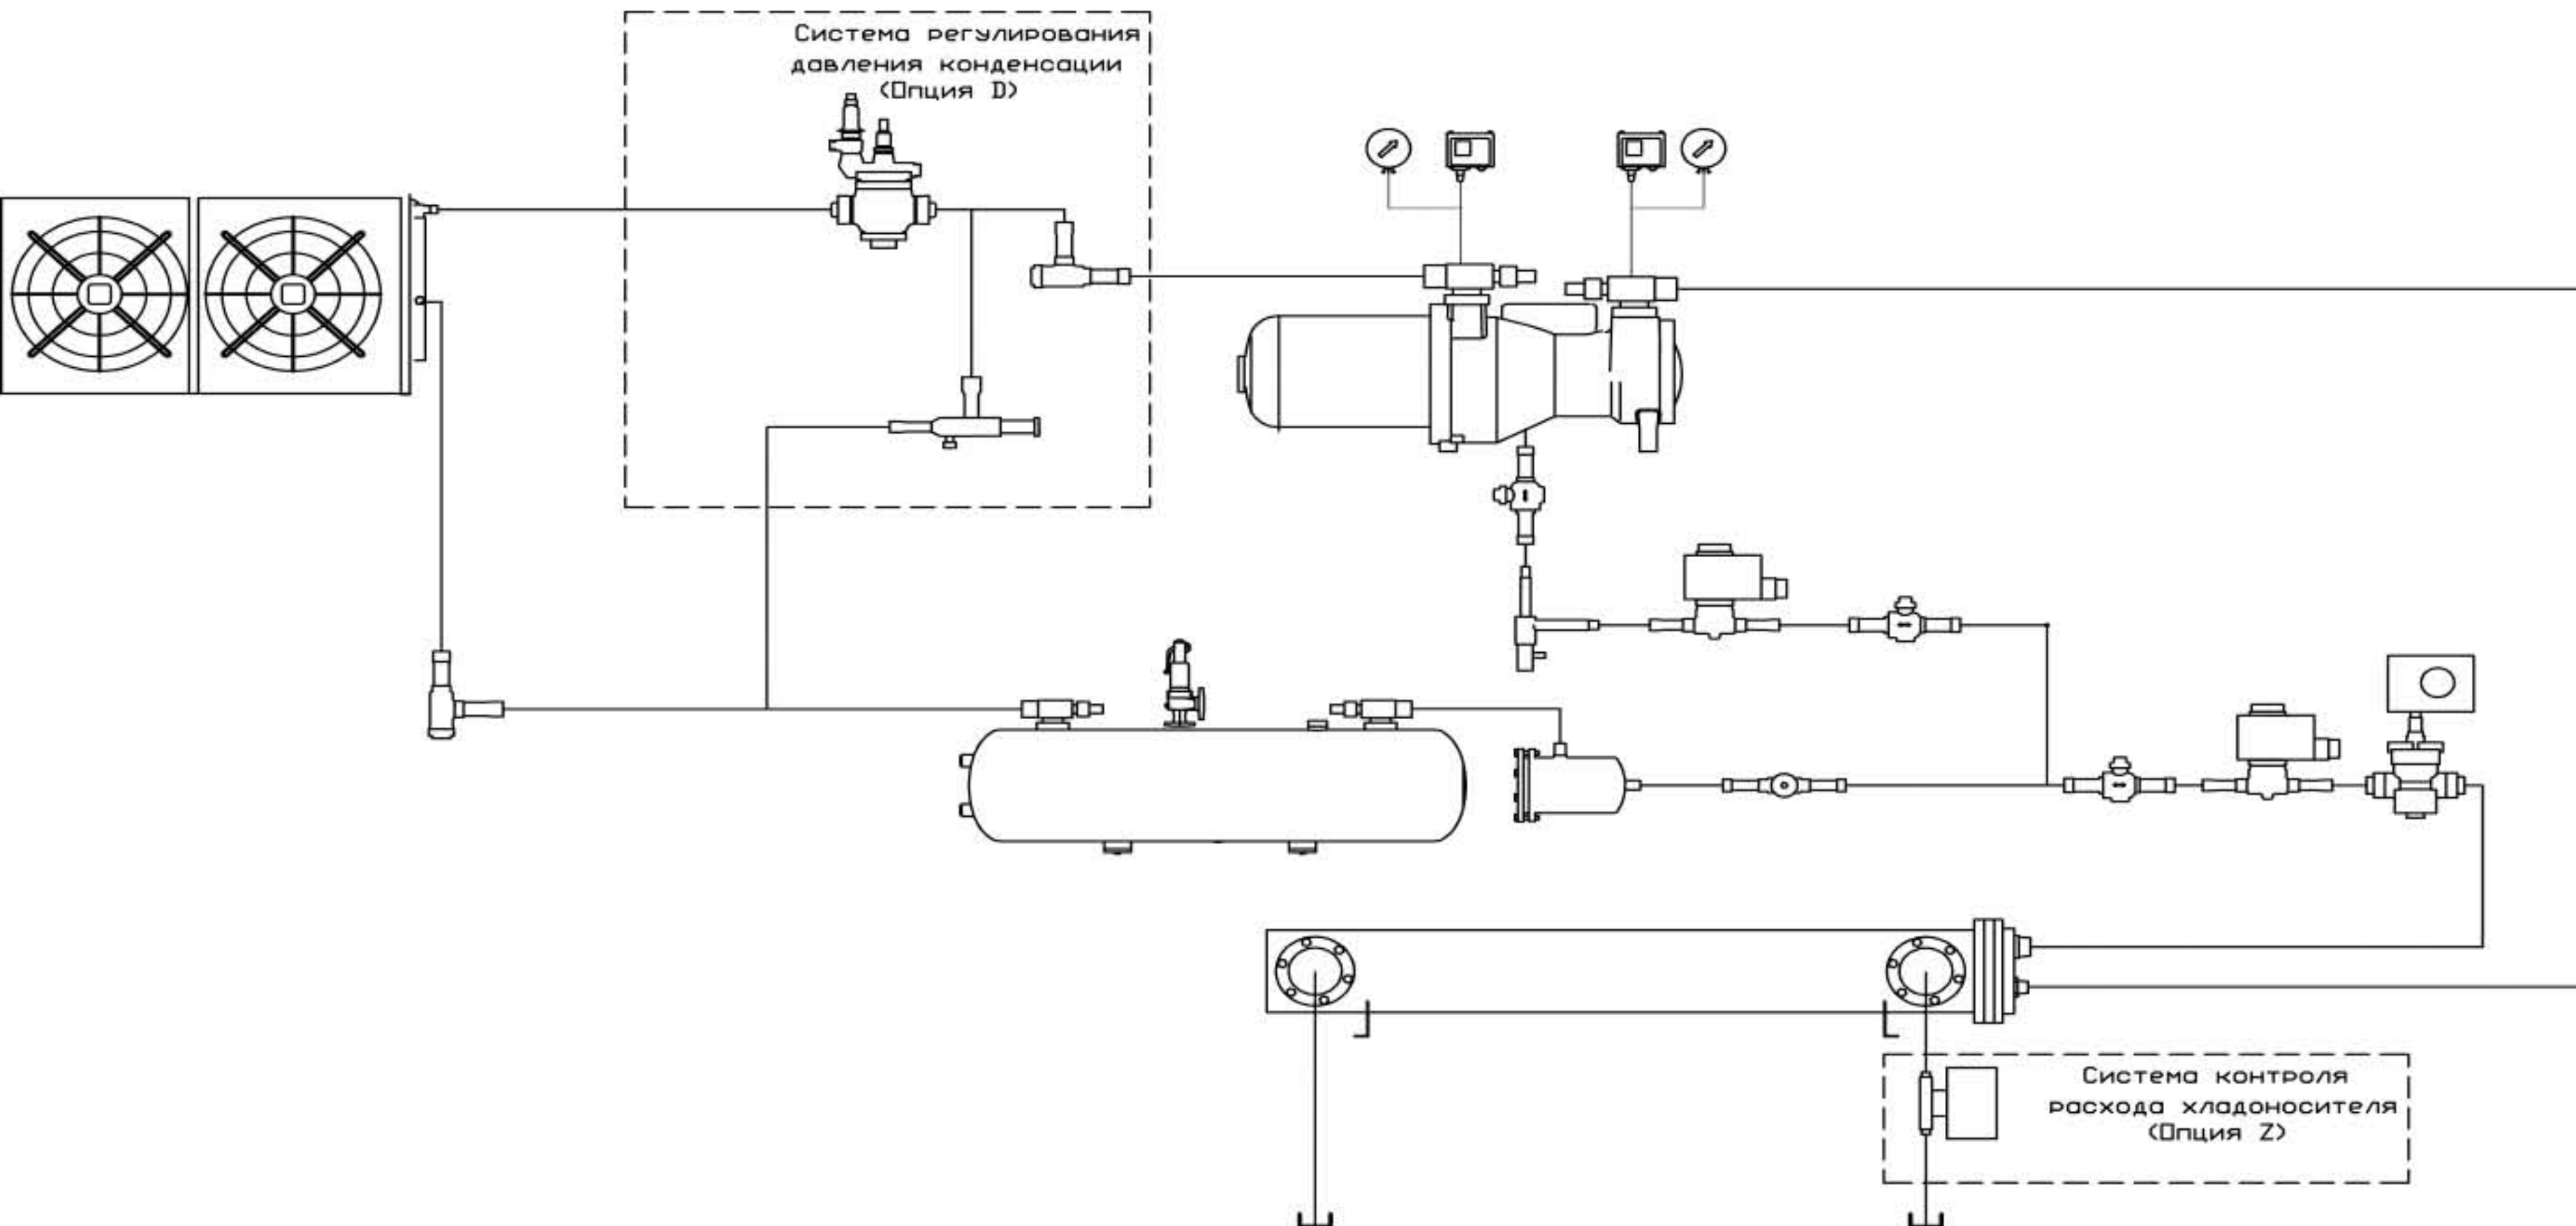 Система регулирования
давления конденсации
(Опция D)
Система контроля
расхода хладоносителя
(Опция Z)